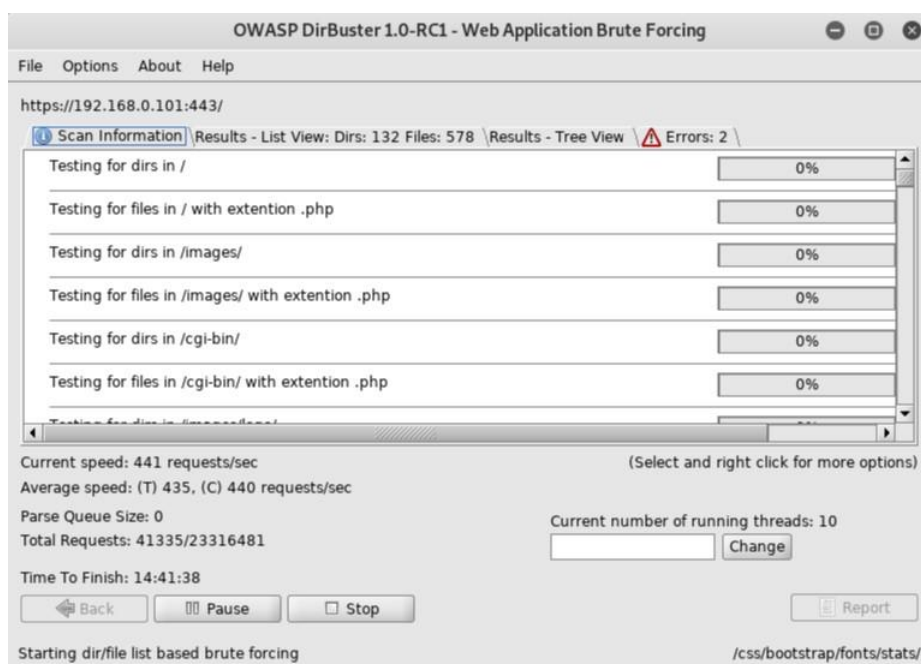 OWASP DirBuster 1.0-RC1 - Web Application Brute Forcing
File Options About Help
https://192.168.0.101:443/
Scan Information Results - List View: Dirs: 132 Files: 578 Results - Tree View Errors: 2
Testing for dirs in / 0%
Testing for files in / with extention .php 0%
Testing for dirs in /images/ 0%
Testing for files in /images/ with extention .php 0%
Testing for dirs in /cgi-bin/ 0%
Testing for files in /cgi-bin/ with extention .php 0%
Testing for dirs in /images/logo/
Current speed: 441 requests/sec (Select and right click for more options)
Average speed: (T) 435, (C) 440 requests/sec
Parse Queue Size: 0 Current number of running threads: 10
Total Requests: 41335/23316481 Change
Time To Finish: 14:41:38
Back Pause Stop Report
Starting dir/file list based brute forcing /css/bootstrap/fonts/stats/